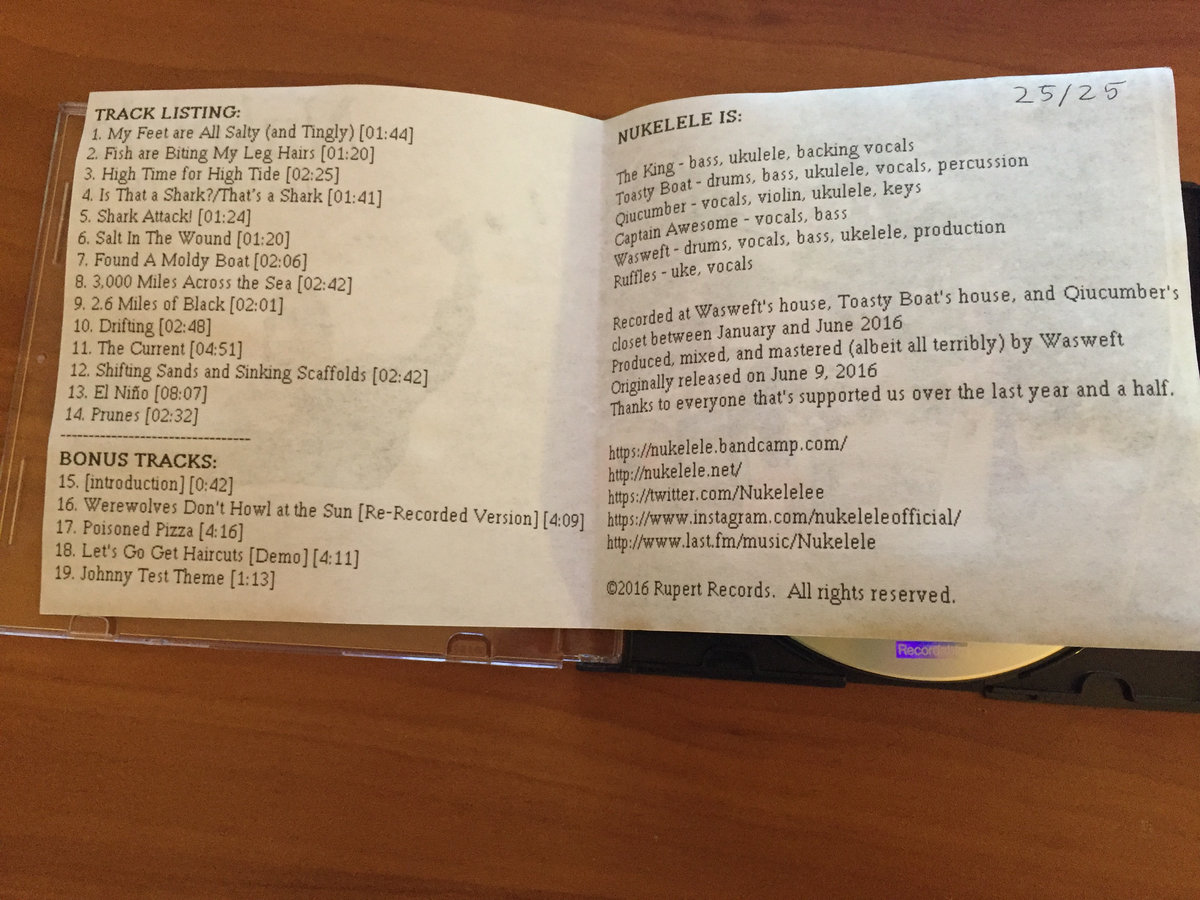 TRACK LISTING:
1. My Feet are All Salty (and Tingly) [01:44]
2. Fish are Biting My Leg Hairs [01:20]
3. High Time for High Tide [02:25]
4. Is That a Shark?/That's a Shark [01:41]
5. Shark Attack! [01:24]
6. Salt In The Wound [01:20]
7. Found A Moldy Boat [02:06]
8. 3,000 Miles Across the Sea [02:42]
9. 2.6 Miles of Black [02:01]
10. Drifting [02:48]
11. The Current [04:51]
12. Shifting Sands and Sinking Scaffolds [02:42]
13. El Niño [08:07]
14. Prunes [02:32]
--------------------------------
BONUS TRACKS:
15. [introduction] [0:42]
16. Werewolves Don't Howl at the Sun [Re-Recorded Version] [4:09]
17. Poisoned Pizza [4:16]
18. Let's Go Get Haircuts [Demo] [4:11]
19. Johnny Test Theme [1:13]
25/25
NUKELELE IS:
The King - bass, ukulele, backing vocals
Toasty Boat - drums, bass, ukulele, vocals, percussion
Qiucumber - vocals, violin, ukulele, keys
Captain Awesome - vocals, bass
Wasweft - drums, vocals, bass, ukelele, production
Ruffles - uke, vocals
Recorded at Wasweft's house, Toasty Boat's house, and Qiucumber's
closet between January and June 2016
Produced, mixed, and mastered (albeit all terribly) by Wasweft
Originally released on June 9, 2016
Thanks to everyone that's supported us over the last year and a half.
https://nukelele.bandcamp.com/
http://nukelele.net/
https://twitter.com/Nukelelee
https://www.instagram.com/nukeleleofficial/
http://www.last.fm/music/Nukelele
©2016 Rupert Records. All rights reserved.